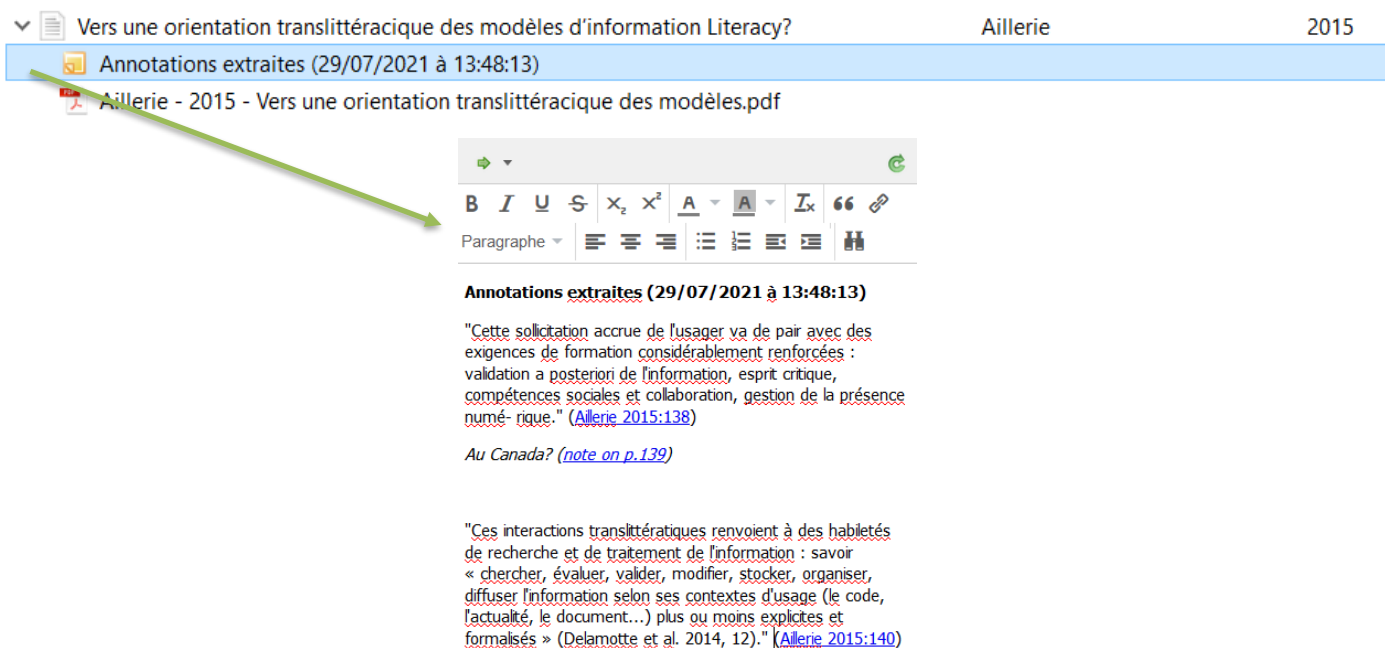 Vers une orientation translittéracique des modèles d’information Literacy? Aillerie 2015
Annotations extraites (29/07/2021 à 13:48:13)
Aillerie - 2015 - Vers une orientation translittéracique des modèles.pdf
B I U S X₂ X² A A Tx
Paragraphe
Annotations extraites (29/07/2021 à 13:48:13)
"Cette sollicitation accrue de l'usager va de pair avec des
exigences de formation considérablement renforcées :
validation a posteriori de l'information, esprit critique,
compétences sociales et collaboration, gestion de la présence
numé- rique." (Aillerie 2015:138)
Au Canada? (note on p.139)
"Ces interactions translittératiques renvoient à des habiletés
de recherche et de traitement de l'information : savoir
« chercher, évaluer, valider, modifier, stocker, organiser,
diffuser l'information selon ses contextes d'usage (le code,
l'actualité, le document...) plus ou moins explicites et
formalisés » (Delamotte et al. 2014, 12)." (Aillerie 2015:140)